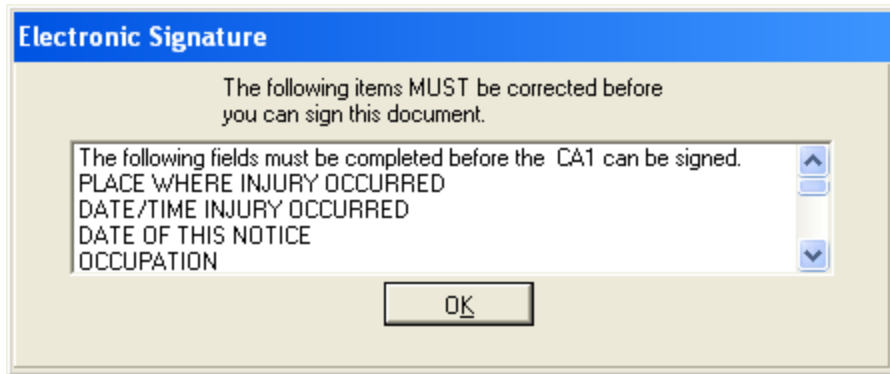 Electronic Signature
The following items MUST be corrected before
you can sign this document.
The following fields must be completed before the  CA1 can be signed.
PLACE WHERE INJURY OCCURRED
DATE/TIME INJURY OCCURRED
DATE OF THIS NOTICE
OCCUPATION
OK